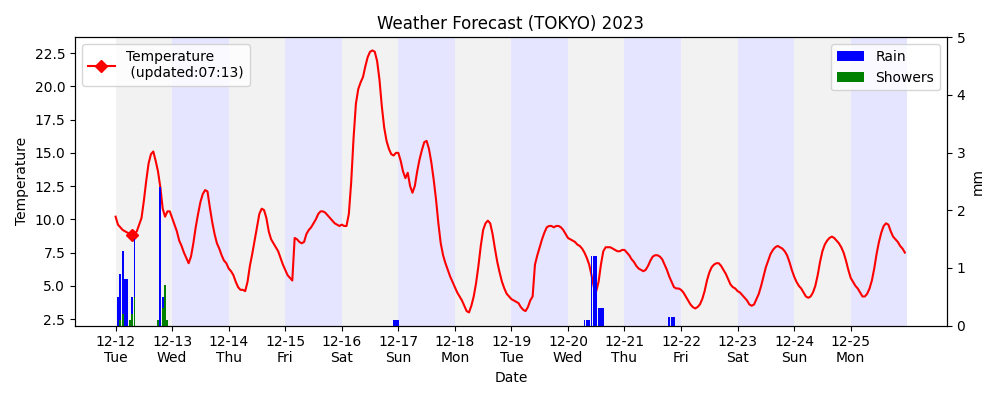 Weather Forecast (TOKYO) 2023
Temperature
(updated:07:13)
Rain
Showers
22.5
20.0
17.5
15.0
12.5
10.0
7.5
5.0
2.5
Temperature
5
4
3
2
1
0
mm
12-12 12-13 12-14 12-15 12-16 12-17 12-18 12-19 12-20 12-21 12-22 12-23 12-24 12-25
Tue Wed Thu Fri Sat Sun Mon Tue Wed Thu Fri Sat Sun Mon
Date